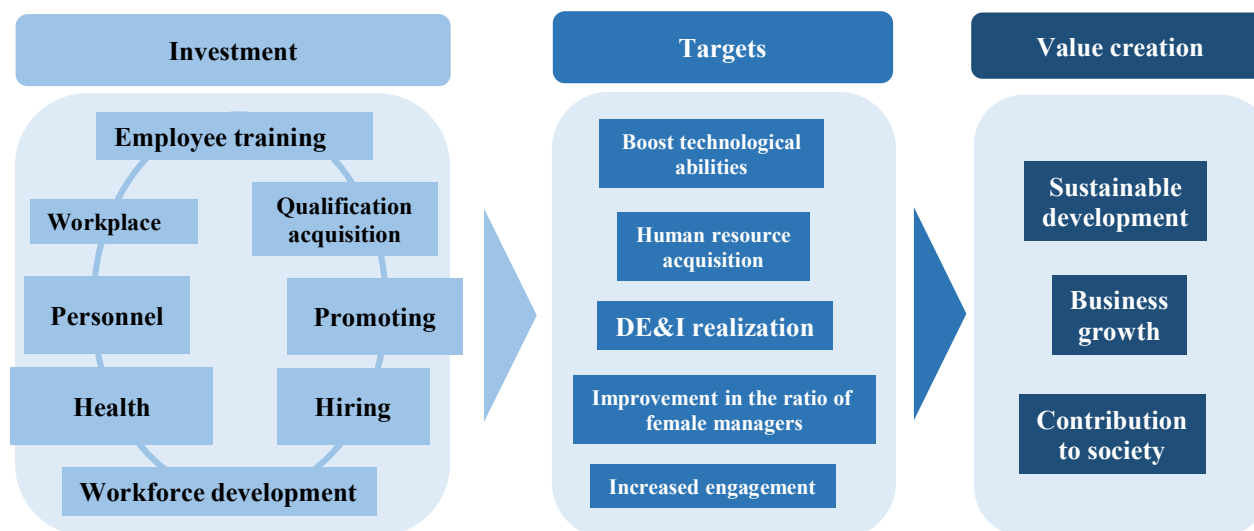 Investment
Employee training
Workplace
Qualification
acquisition
Personnel
Promoting
Health
Hiring
Workforce development
Targets
Boost technological
abilities
Human resource
acquisition
DE&I realization
Improvement in the ratio of
female managers
Increased engagement
Value creation
Sustainable
development
Business
growth
Contribution
to society